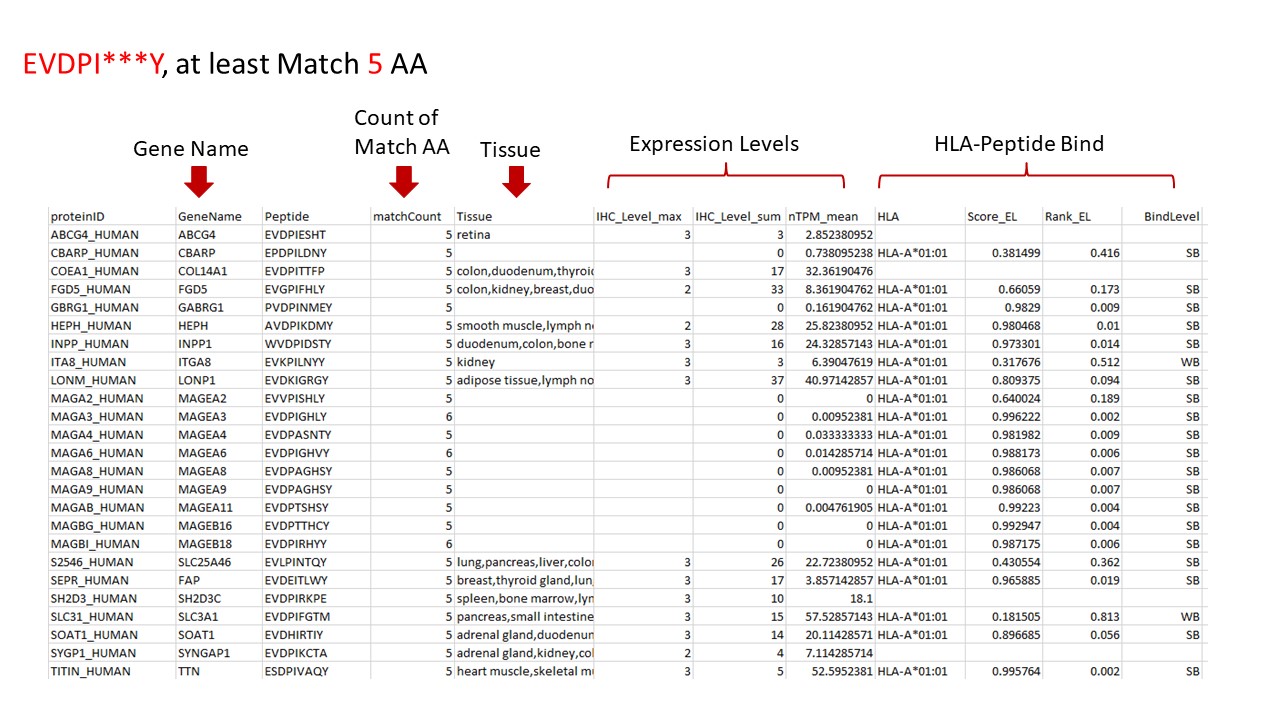 EVDPI***Y, at least Match 5 AA
Count of
Match AA
Gene Name
Tissue
Expression Levels
HLA-Peptide Bind
proteinID GeneName Peptide matchCount Tissue IHC_Level_max IHC_Level_sum nTPM_mean HLA Score_EL Rank_EL BindLevel
ABCG4_HUMAN ABCG4 EVDPIESHT 5 retina 3 3 2.852380952
CBARP_HUMAN CBARP EPDPILDNY 5 0 0.738095238 HLA-A*01:01 0.381499 0.416 SB
COEA1_HUMAN COL14A1 EVDPITTFP 5 colon,duodenum,thyroid 3 17 32.36190476
FGD5_HUMAN FGD5 EVGPIFHLY 5 colon,kidney,breast,duo 2 33 8.361904762 HLA-A*01:01 0.66059 0.173 SB
GBRG1_HUMAN GABRG1 PVDPINMEY 5 0 0.161904762 HLA-A*01:01 0.9829 0.009 SB
HEPH_HUMAN HEPH AVDPIKDMY 5 smooth muscle,lymph n 2 28 25.82380952 HLA-A*01:01 0.980468 0.01 SB
INPP_HUMAN INPP1 WVDPIDSTY 5 duodenum,colon,bone 3 16 24.32857143 HLA-A*01:01 0.973301 0.014 SB
ITA8_HUMAN ITGA8 EVKPILNYY 5 kidney 3 3 6.39047619 HLA-A*01:01 0.317676 0.512 WB
LONM_HUMAN LONP1 EVDKIGRGY 5 adipose tissue,lymph no 3 37 40.97142857 HLA-A*01:01 0.809375 0.094 SB
MAGA2_HUMAN MAGEA2 EVVPISHLY 5 0 0 HLA-A*01:01 0.640024 0.189 SB
MAGA3_HUMAN MAGEA3 EVDPIGHLY 6 0 0.00952381 HLA-A*01:01 0.996222 0.002 SB
MAGA4_HUMAN MAGEA4 EVDPASNTY 5 0 0.033333333 HLA-A*01:01 0.981982 0.009 SB
MAGA6_HUMAN MAGEA6 EVDPIGHVY 6 0 0.014285714 HLA-A*01:01 0.988173 0.006 SB
MAGA8_HUMAN MAGEA8 EVDPAGHSY 5 0 0.00952381 HLA-A*01:01 0.986068 0.007 SB
MAGA9_HUMAN MAGEA9 EVDPAGHSY 5 0 0 HLA-A*01:01 0.986068 0.007 SB
MAGAB_HUMAN MAGEA11 EVDPTSHSY 5 0 0.004761905 HLA-A*01:01 0.99223 0.004 SB
MAGBG_HUMAN MAGEB16 EVDPTTHCY 5 0 0 HLA-A*01:01 0.992947 0.004 SB
MAGBI_HUMAN MAGEB18 EVDPIRHYY 6 0 0 HLA-A*01:01 0.987175 0.006 SB
S2546_HUMAN SLC25A46 EVLPINTQY 5 lung,pancreas,liver,colo 3 26 22.72380952 HLA-A*01:01 0.430554 0.362 SB
SEPR_HUMAN FAP EVDEITLWY 5 breast,thyroid gland,lun 3 17 3.857142857 HLA-A*01:01 0.965885 0.019 SB
SH2D3_HUMAN SH2D3C EVDPIRKPE 5 spleen,bone marrow,lyn 3 10 18.1
SLC31_HUMAN SLC3A1 EVDPIFGTM 5 pancreas,small intestine 3 15 57.52857143 HLA-A*01:01 0.181505 0.813 WB
SOAT1_HUMAN SOAT1 EVDHIRTIY 5 adrenal gland,duodenun 3 14 20.11428571 HLA-A*01:01 0.896685 0.056 SB
SYGP1_HUMAN SYNGAP1 EVDPIKCTA 5 adrenal gland,kidney,co 2 4 7.114285714
TITIN_HUMAN TTN ESDPIVAQY 5 heart muscle,skeletal m 3 5 52.5952381 HLA-A*01:01 0.995764 0.002 SB